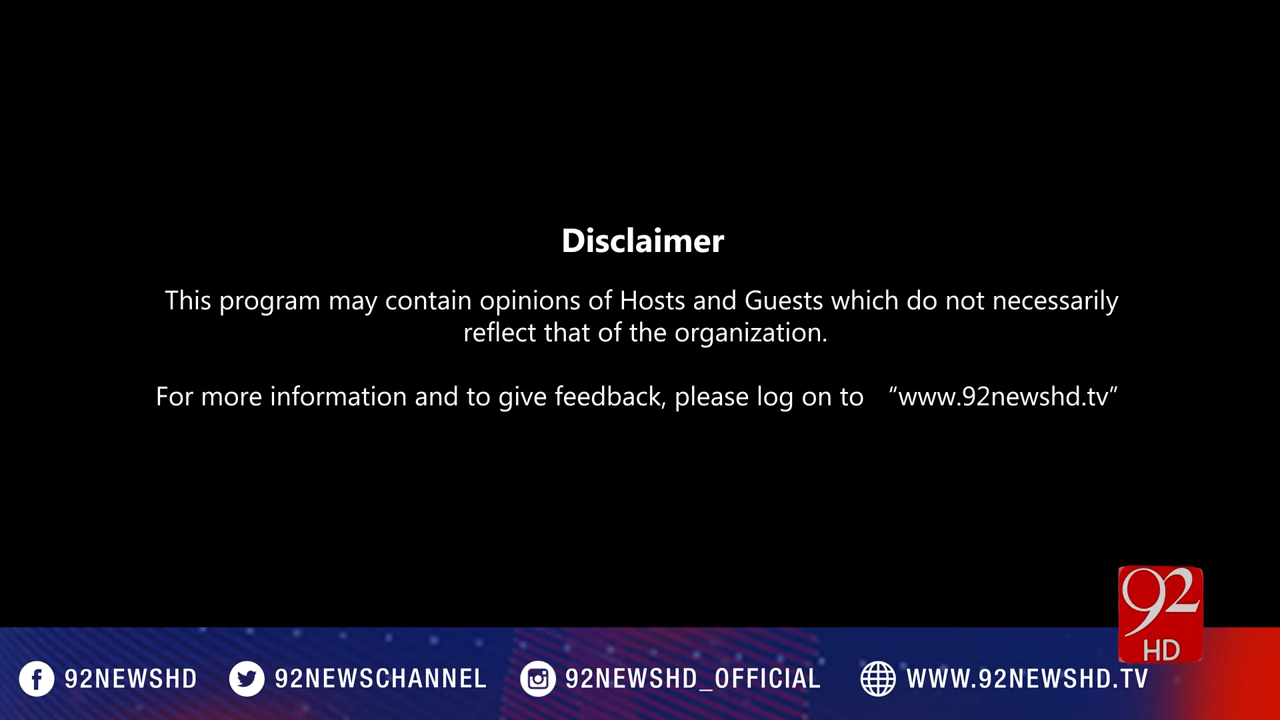 Disclaimer
This program may contain opinions of Hosts and Guests which do not necessarily
reflect that of the organization.
For more information and to give feedback, please log on to “www.92newshd.tv”
92
HD
92NEWSHD
92NEWSCHANNEL
92NEWSHD_OFFICIAL
WWW.92NEWSHD.TV